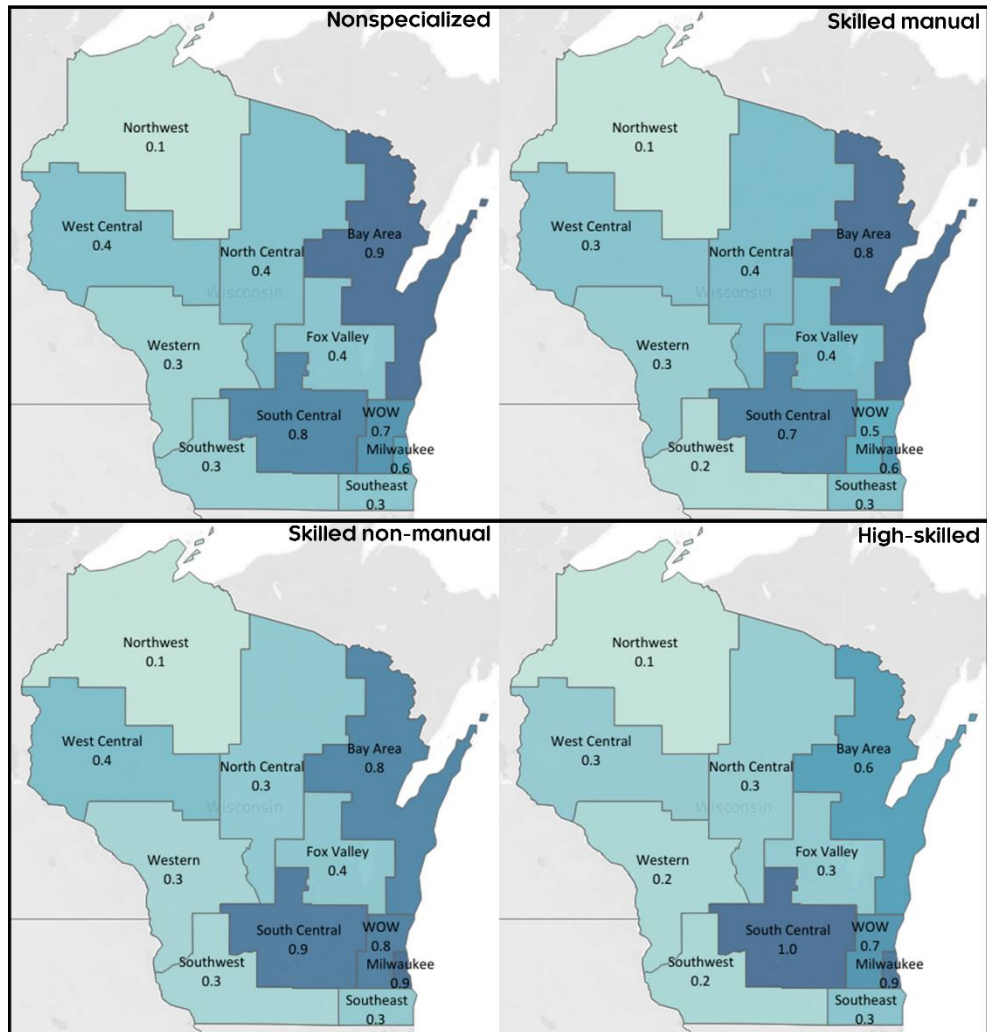 Nonspecialized
Northwest
0.1
West Central
0.4
North Central
0.4
Bay Area
0.9
Wisconsin
Western
0.3
Fox Valley
0.4
South Central
0.8
WOW
0.7
Southwest
0.3
Milwaukee
0.6
Southeast
0.3
Skilled manual
Northwest
0.1
West Central
0.3
North Central
0.4
Bay Area
0.8
Wisconsin
Western
0.3
Fox Valley
0.4
South Central
0.7
WOW
0.5
Southwest
0.2
Milwaukee
0.6
Southeast
0.3
Skilled non-manual
Northwest
0.1
West Central
0.4
North Central
0.3
Bay Area
0.8
Wisconsin
Western
0.3
Fox Valley
0.4
South Central
0.9
WOW
0.8
Southwest
0.3
Milwaukee
0.9
Southeast
0.3
High-skilled
Northwest
0.1
West Central
0.3
North Central
0.3
Bay Area
0.6
Wisconsin
Western
0.2
Fox Valley
0.3
South Central
1.0
WOW
0.7
Southwest
0.2
Milwaukee
0.9
Southeast
0.3